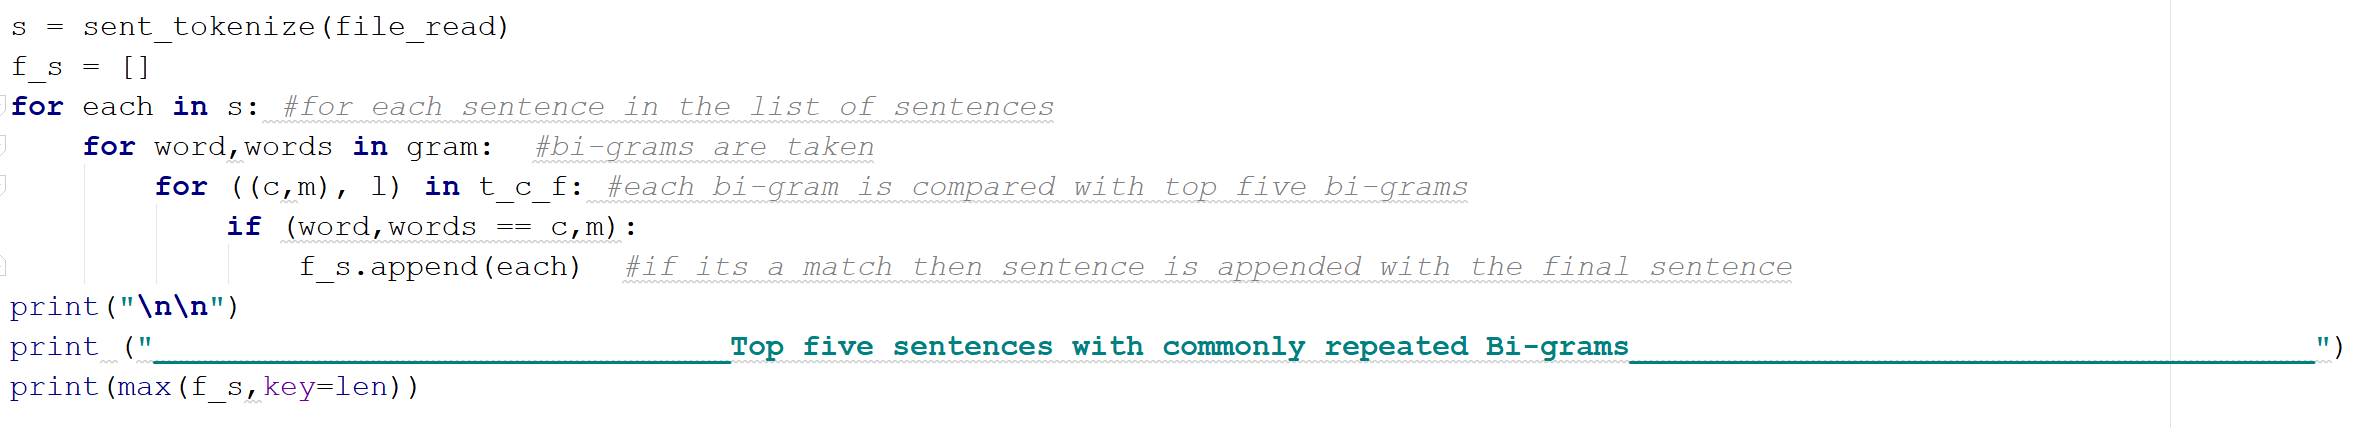 s = sent_tokenize(file_read)
f_s = []
for each in s: #for each sentence in the list of sentences
    for word,words in gram:  #bi-grams are taken
        for ((c,m), l) in t_c_f: #each bi-gram is compared with top five bi-grams
            if (word,words == c,m):
                f_s.append(each)  #if its a match then sentence is appended with the final sentence
print("\n\n")
print ("________________________________Top five sentences with commonly repeated Bi-grams______________________________________")
print(max(f_s,key=len))